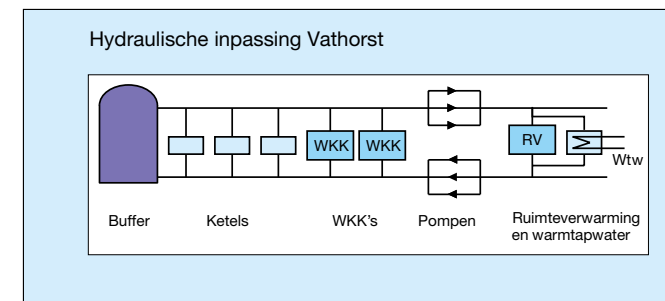 Hydraulische inpassing Vathorst
WKK WKK
RV
Wtw
Buffer Ketels WKK's Pompen Ruimteverwarming
en warmtapwater